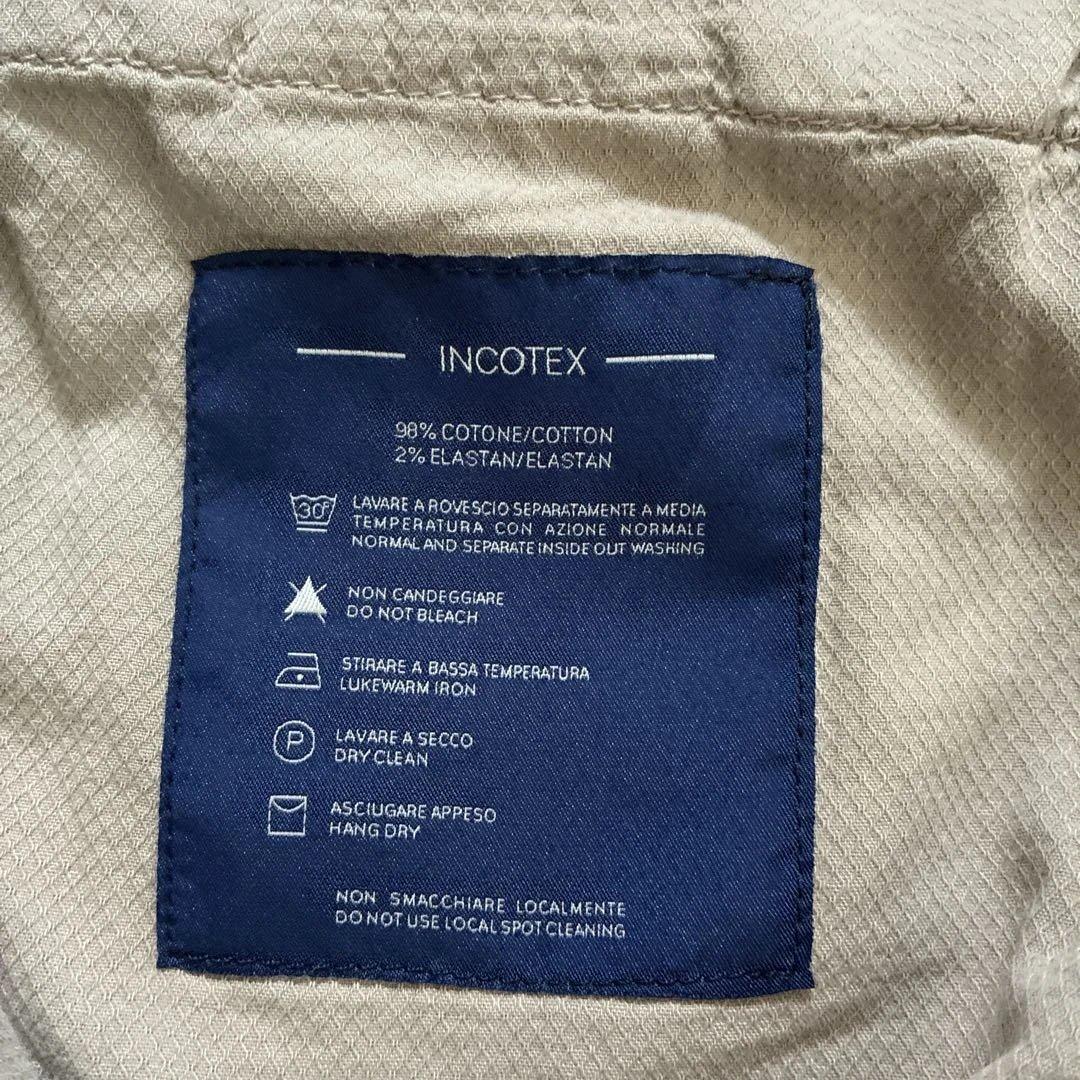 INCOTEX
98% COTONE/COTTON
2% ELASTAN/ELASTAN
30°
LAVARE A ROVESCIO SEPARATAMENTE A MEDIA
TEMPERATURA CON AZIONE NORMALE
NORMAL AND SEPARATE INSIDE OUT WASHING
NON CANDEGGIARE
DO NOT BLEACH
STIRARE A BASSA TEMPERATURA
LUKEWARM IRON
P
LAVARE A SECCO
DRY CLEAN
ASCIUGARE APPESO
HANG DRY
NON SMACCHIARE LOCALMENTE
DO NOT USE LOCAL SPOT CLEANING